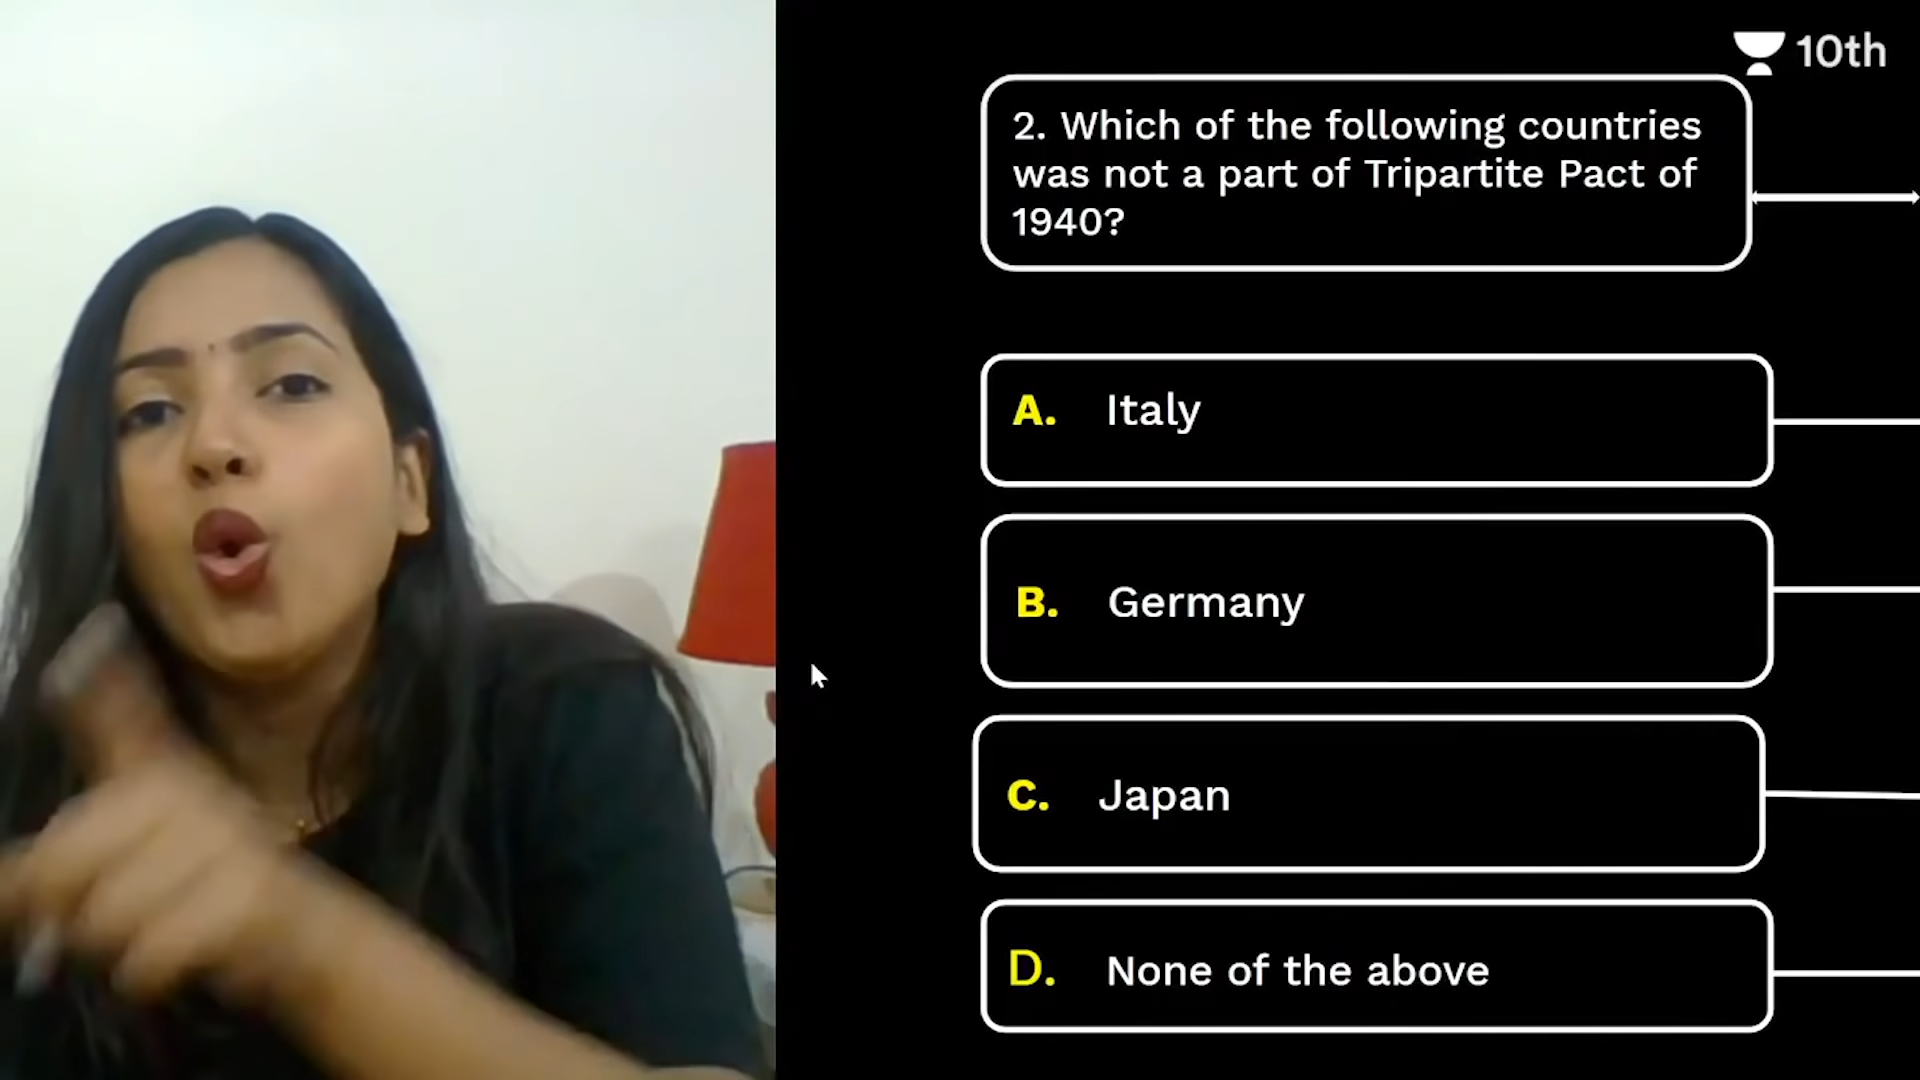 10th
2. Which of the following countries
was not a part of Tripartite Pact of
1940?
A. Italy
B. Germany
C. Japan
D. None of the above